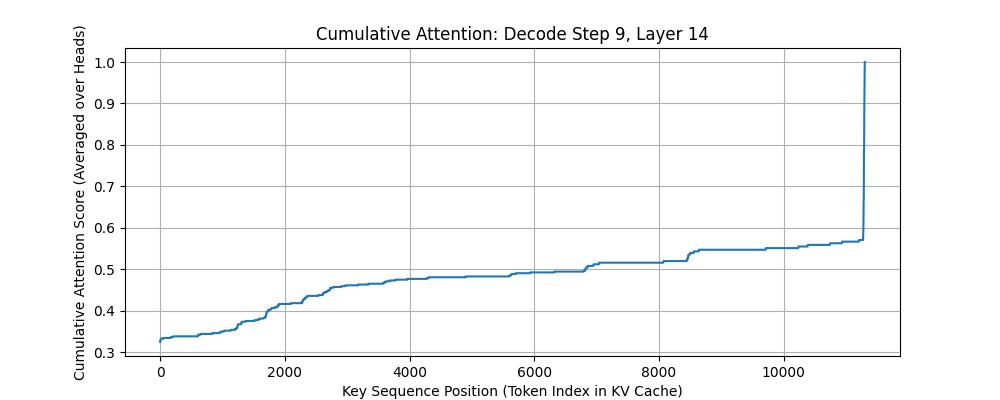 Cumulative Attention: Decode Step 9, Layer 14
Cumulative Attention Score (Averaged over Heads)
1.0
0.9
0.8
0.7
0.6
0.5
0.4
0.3
0 2000 4000 6000 8000 10000
Key Sequence Position (Token Index in KV Cache)